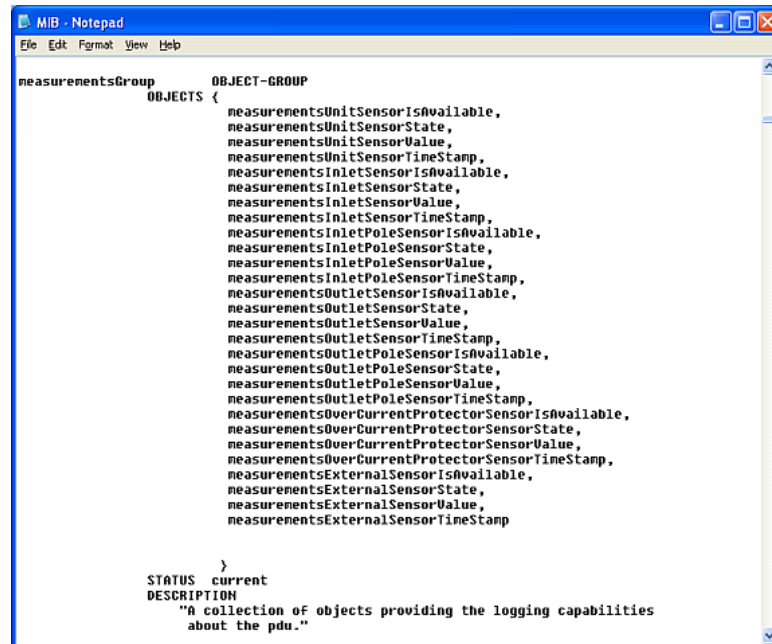 MIB - Notepad
File Edit Format View Help
measurementsGroup OBJECT-GROUP
OBJECTS {
measurementsUnitSensorIsAvailable,
measurementsUnitSensorState,
measurementsUnitSensorValue,
measurementsUnitSensorTimeStamp,
measurementsInletSensorIsAvailable,
measurementsInletSensorState,
measurementsInletSensorValue,
measurementsInletSensorTimeStamp,
measurementsInletPoleSensorIsAvailable,
measurementsInletPoleSensorState,
measurementsInletPoleSensorValue,
measurementsInletPoleSensorTimeStamp,
measurementsOutletSensorIsAvailable,
measurementsOutletSensorState,
measurementsOutletSensorValue,
measurementsOutletSensorTimeStamp,
measurementsOutletPoleSensorIsAvailable,
measurementsOutletPoleSensorState,
measurementsOutletPoleSensorValue,
measurementsOutletPoleSensorTimeStamp,
measurementsOverCurrentProtectorSensorIsAvailable,
measurementsOverCurrentProtectorSensorState,
measurementsOverCurrentProtectorSensorValue,
measurementsOverCurrentProtectorSensorTimeStamp,
measurementsExternalSensorIsAvailable,
measurementsExternalSensorState,
measurementsExternalSensorValue,
measurementsExternalSensorTimeStamp
}
STATUS current
DESCRIPTION
"A collection of objects providing the logging capabilities
about the pdu."